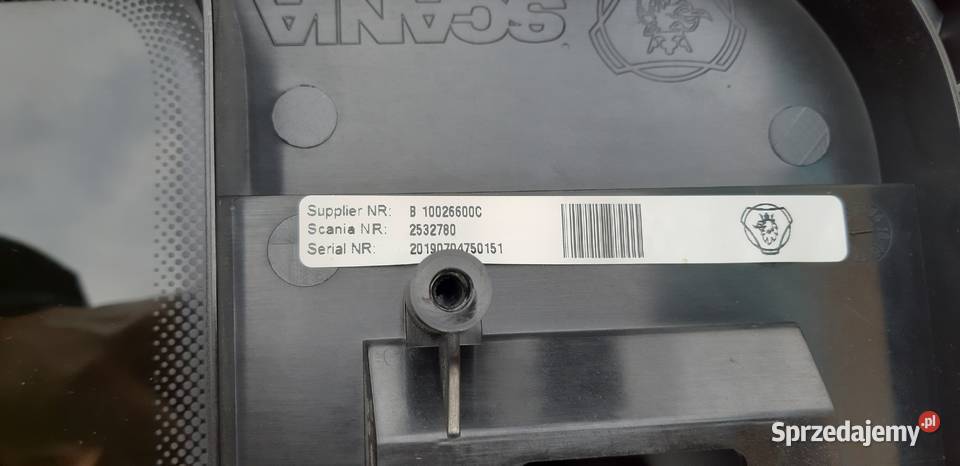 SCANIA
Supplier NR: B 10026600C
Scania NR: 2532780
Serial NR: 20190704750151
Sprzedajemy.pl